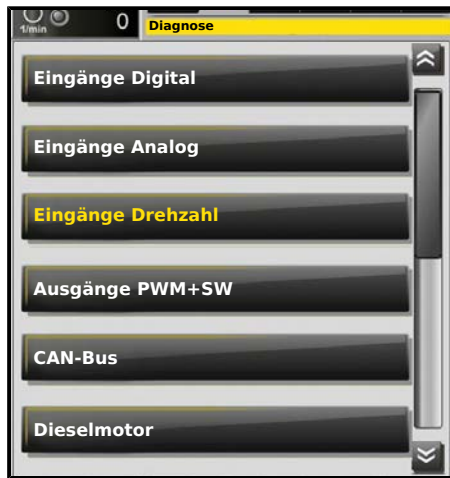 1/min 0 Diagnose
Eingänge Digital
Eingänge Analog
Eingänge Drehzahl
Ausgänge PWM+SW
CAN-Bus
Dieselmotor